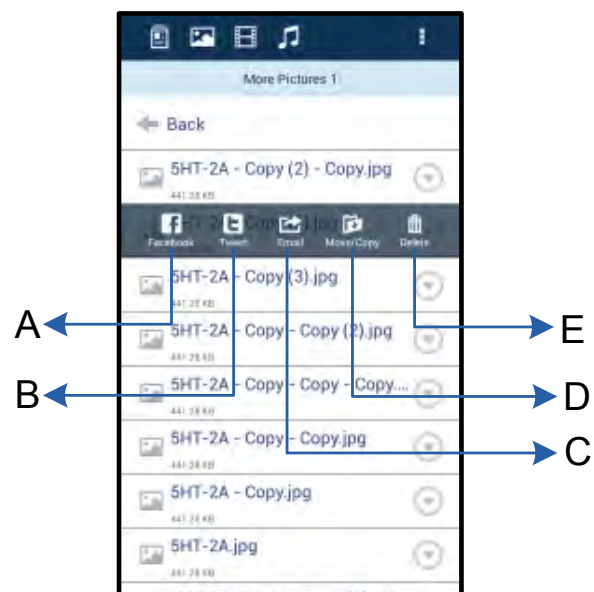 More Pictures 1
Back
5HT-2A - Copy (2) - Copy.jpg
441.28 KB
Facebook Tweet Email Move/Copy Delete
5HT-2A - Copy (3).jpg
441.28 KB
A
E
5HT-2A - Copy - Copy (2).jpg
441.28 KB
B
D
5HT-2A - Copy - Copy - Copy....
5HT-2A - Copy - Copy.jpg
441.28 KB
C
5HT-2A - Copy.jpg
441.28 KB
5HT-2A.jpg
441.28 KB